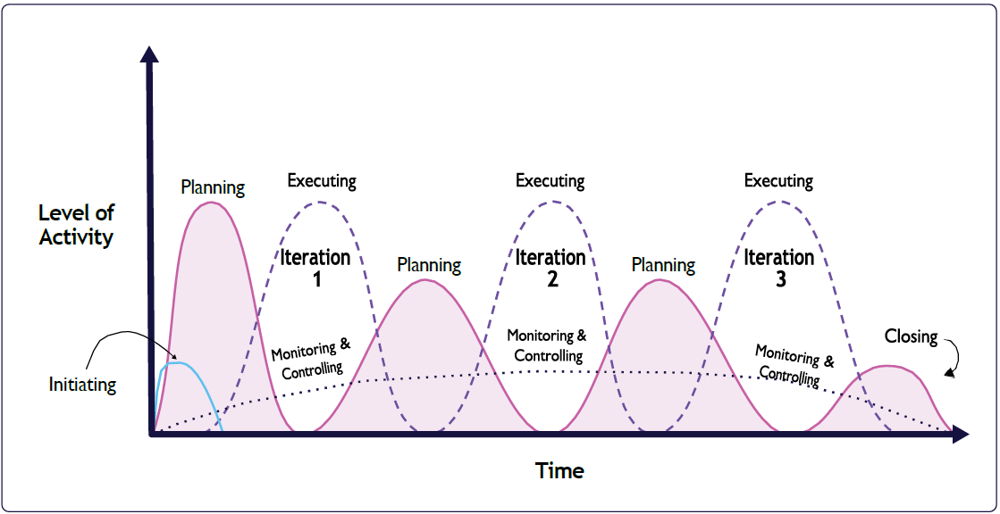 Planning
Executing
Executing
Executing
Level of
Activity
Iteration
1
Planning
Iteration
2
Planning
Iteration
3
Monitoring &
Controlling
Monitoring &
Controlling
Monitoring &
Controlling
Closing
Initiating
Time